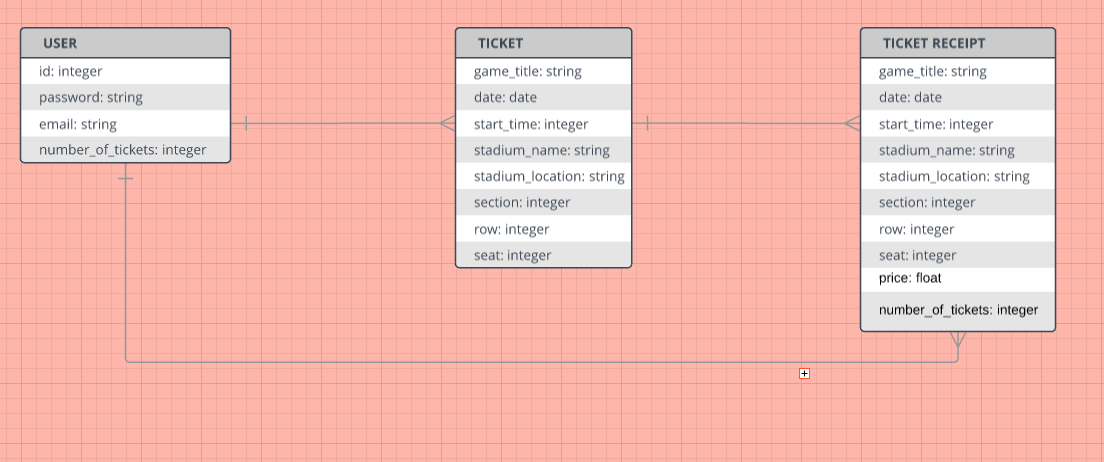 USER
id: integer
password: string
email: string
number_of_tickets: integer
TICKET
game_title: string
date: date
start_time: integer
stadium_name: string
stadium_location: string
section: integer
row: integer
seat: integer
TICKET RECEIPT
game_title: string
date: date
start_time: integer
stadium_name: string
stadium_location: string
section: integer
row: integer
seat: integer
price: float
number_of_tickets: integer